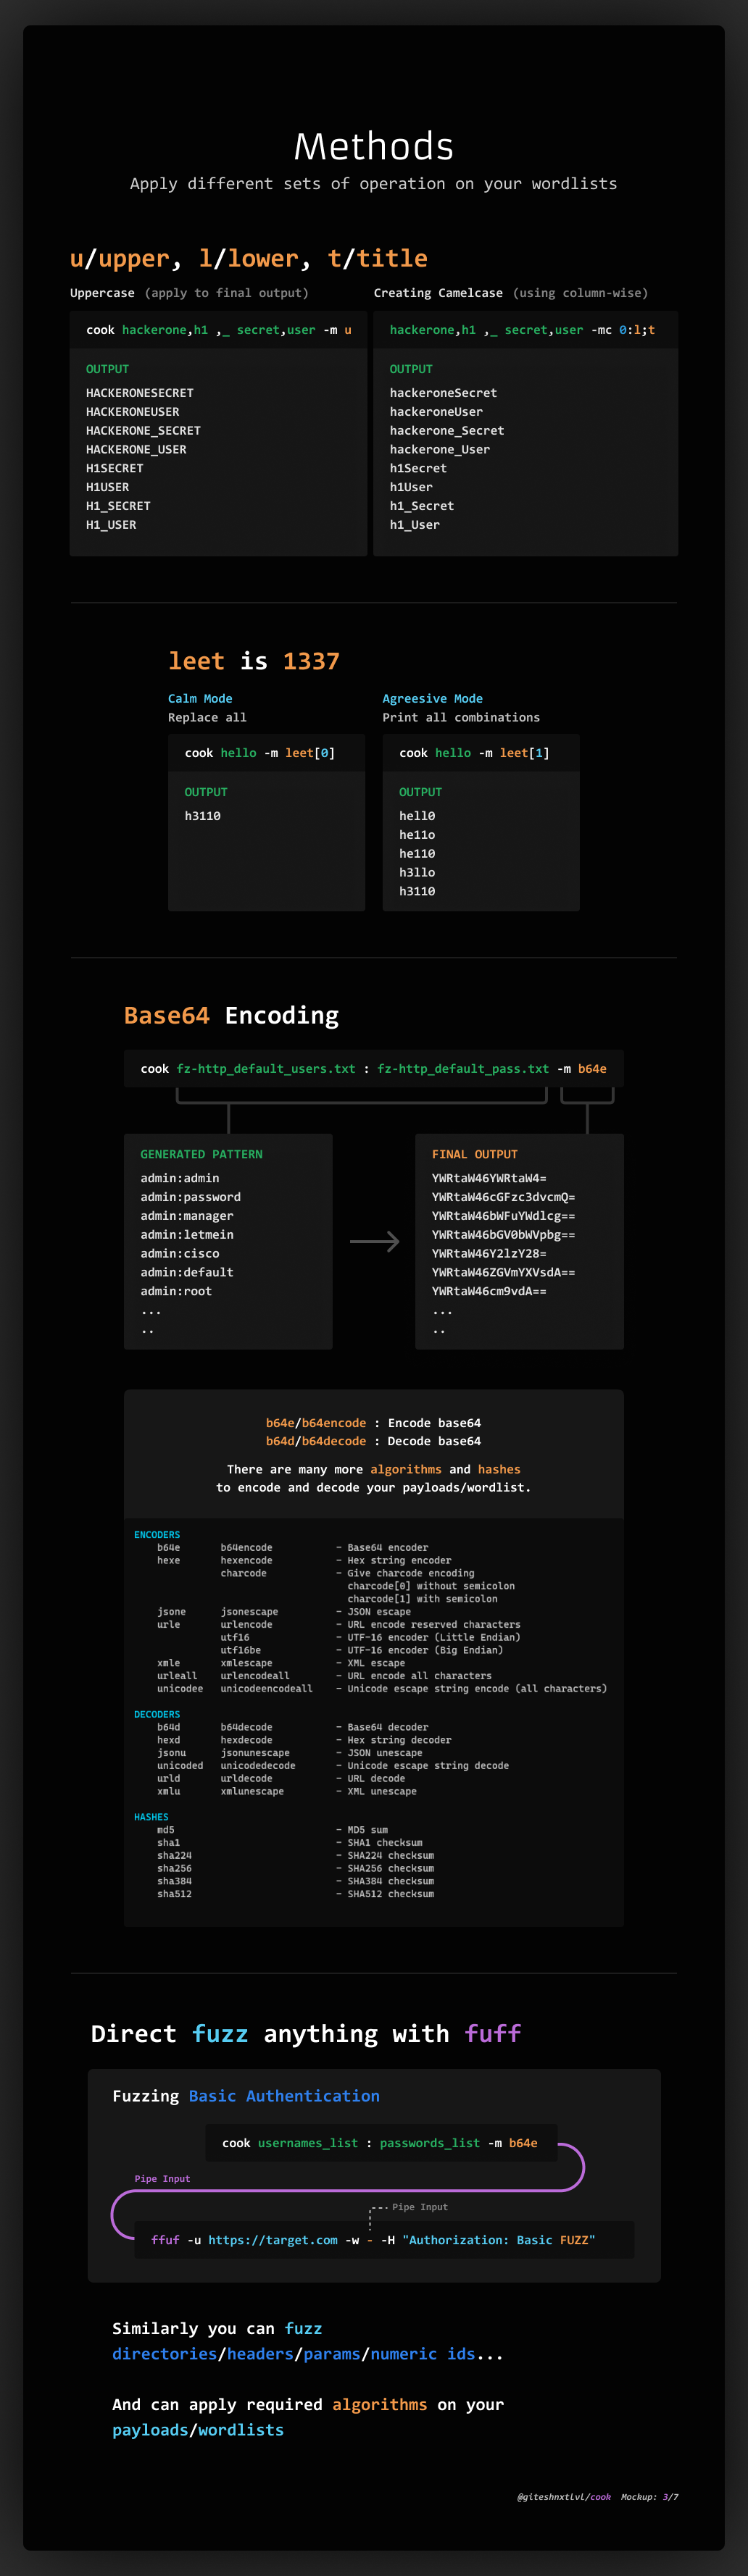 Methods
Apply different sets of operation on your wordlists
u/upper, l/lower, t/title
Uppercase (apply to final output)
cook hackerone,h1 ,_ secret,user -m u
OUTPUT
HACKERONESECRET
HACKERONEUSER
HACKERONE_SECRET
HACKERONE_USER
H1SECRET
H1USER
H1_SECRET
H1_USER
Creating Camelcase (using column-wise)
hackerone,h1 ,_ secret,user -mc 0:l;t
OUTPUT
hackeroneSecret
hackeroneUser
hackerone_Secret
hackerone_User
h1Secret
h1User
h1_Secret
h1_User
leet is 1337
Calm Mode
Replace all
cook hello -m leet[0]
OUTPUT
h3110
Agreesive Mode
Print all combinations
cook hello -m leet[1]
OUTPUT
hell0
he11o
he110
h3llo
h3110
Base64 Encoding
cook fz-http_default_users.txt : fz-http_default_pass.txt -m b64e
GENERATED PATTERN
admin:admin
admin:password
admin:manager
admin:letmein
admin:cisco
admin:default
admin:root
...
..
FINAL OUTPUT
YWRtaW46YWRtaW4=
YWRtaW46cGFzc3dvcmQ=
YWRtaW46bWFuYWdlcg==
YWRtaW46bGV0bWVpbg==
YWRtaW46Y2lzY28=
YWRtaW46ZGVmYXVsdA==
YWRtaW46cm9vdA==
...
..
b64e/b64encode : Encode base64
b64d/b64decode : Decode base64
There are many more algorithms and hashes
to encode and decode your payloads/wordlist.
ENCODERS
b64e b64encode - Base64 encoder
hexe hexencode - Hex string encoder
charcode - Give charcode encoding
charcode[0] without semicolon
charcode[1] with semicolon
jsone jsonescape - JSON escape
urle urlencode - URL encode reserved characters
utf16 - UTF-16 encoder (Little Endian)
utf16be - UTF-16 encoder (Big Endian)
xmle xmlescape - XML escape
urleall urlencodeall - URL encode all characters
unicodee unicodeencodeall - Unicode escape string encode (all characters)
DECODERS
b64d b64decode - Base64 decoder
hexd hexdecode - Hex string decoder
jsonu jsonunescape - JSON unescape
unicoded unicodedecode - Unicode escape string decode
urld urldecode - URL decode
xmlu xmlunescape - XML unescape
HASHES
md5 - MD5 sum
sha1 - SHA1 checksum
sha224 - SHA224 checksum
sha256 - SHA256 checksum
sha384 - SHA384 checksum
sha512 - SHA512 checksum
Direct fuzz anything with fuff
Fuzzing Basic Authentication
cook usernames_list : passwords_list -m b64e
Pipe Input
Pipe Input
ffuf -u https://target.com -w - -H "Authorization: Basic FUZZ"
Similarly you can fuzz
directories/headers/params/numeric ids...
And can apply required algorithms on your
payloads/wordlists
@giteshnxtlvl/cook Mockup: 3/7